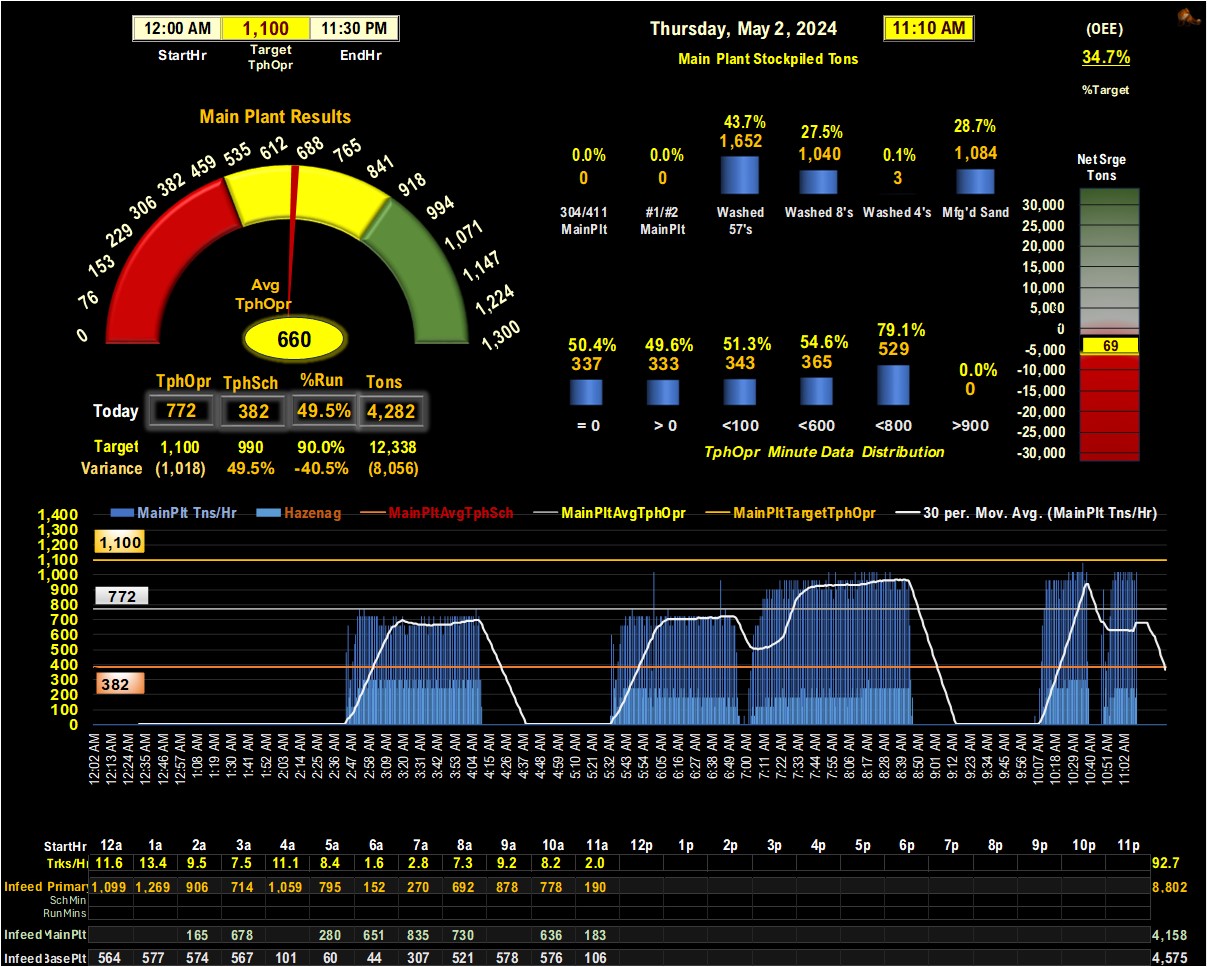 12:00 AM 1,100 11:30 PM
StartHr Target TphOpr EndHr
Thursday, May 2, 2024 11:10 AM
Main Plant Stockpiled Tons
(OEE)
34.7%
%Target
Main Plant Results
0 76 153 229 306 382 459 535 612 688 765 841 918 994 1,071 1,147 1,224 1,300
Avg
TphOpr
660
TphOpr TphSch %Run Tons
Today 772 382 49.5% 4,282
Target 1,100 990 90.0% 12,338
Variance (1,018) 49.5% -40.5% (8,056)
0.0% 0.0% 43.7% 27.5% 0.1% 28.7%
0 0 1,652 1,040 3 1,084
304/411 MainPlt #1/#2 MainPlt Washed 57's Washed 8's Washed 4's Mfg'd Sand
50.4% 49.6% 51.3% 54.6% 79.1% 0.0%
337 333 343 365 529 0
= 0 > 0 <100 <600 <800 >900
TphOpr Minute Data Distribution
Net Srge
Tons
30,000
25,000
20,000
15,000
10,000
5,000
0
-5,000
69
-10,000
-15,000
-20,000
-25,000
-30,000
MainPlt Tns/Hr Hazenag MainPltAvgTphSch MainPltAvgTphOpr MainPltTargetTphOpr 30 per. Mov. Avg. (MainPlt Tns/Hr)
1,400
1,300
1,200
1,100
1,000
900
800
700
600
500
400
300
200
100
0
1,100
772
382
12:02 AM 12:13 AM 12:24 AM 12:35 AM 12:46 AM 12:57 AM 1:08 AM 1:19 AM 1:30 AM 1:41 AM 1:52 AM 2:03 AM 2:14 AM 2:25 AM 2:36 AM 2:47 AM 2:58 AM 3:09 AM 3:20 AM 3:31 AM 3:42 AM 3:53 AM 4:04 AM 4:15 AM 4:26 AM 4:37 AM 4:48 AM 4:59 AM 5:10 AM 5:21 AM 5:32 AM 5:43 AM 5:54 AM 6:05 AM 6:16 AM 6:27 AM 6:38 AM 6:49 AM 7:00 AM 7:11 AM 7:22 AM 7:33 AM 7:44 AM 7:55 AM 8:06 AM 8:17 AM 8:28 AM 8:39 AM 8:50 AM 9:01 AM 9:12 AM 9:23 AM 9:34 AM 9:45 AM 9:56 AM 10:07 AM 10:18 AM 10:29 AM 10:40 AM 10:51 AM 11:02 AM
StartHr 12a 1a 2a 3a 4a 5a 6a 7a 8a 9a 10a 11a 12p 1p 2p 3p 4p 5p 6p 7p 8p 9p 10p 11p
Trks/Hr 11.6 13.4 9.5 7.5 11.1 8.4 1.6 2.8 7.3 9.2 8.2 2.0 92.7
Infeed Primary 1,099 1,269 906 714 1,059 795 152 270 692 878 778 190 8,802
Sch Min
Run Mins
Infeed MainPlt 165 678 280 651 835 730 636 183 4,158
Infeed BasePlt 564 577 574 567 101 60 44 307 521 578 576 106 4,575